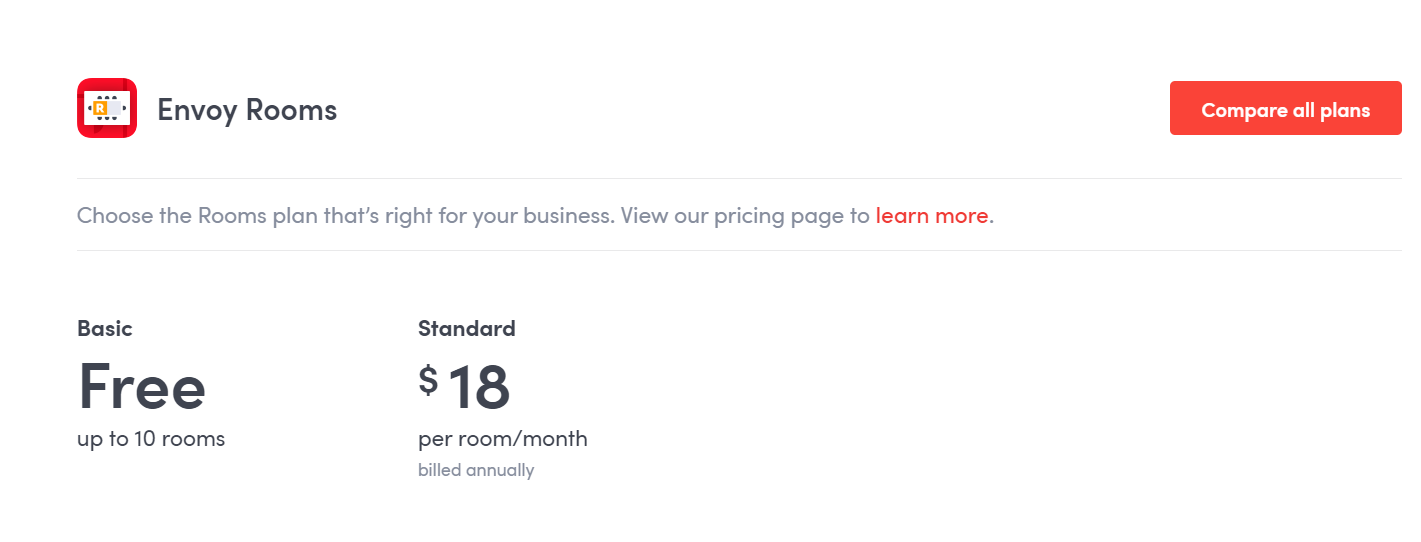 R
Envoy Rooms
Compare all plans
Choose the Rooms plan that’s right for your business. View our pricing page to learn more.
Basic
Standard
Free
$ 18
up to 10 rooms
per room/month
billed annually